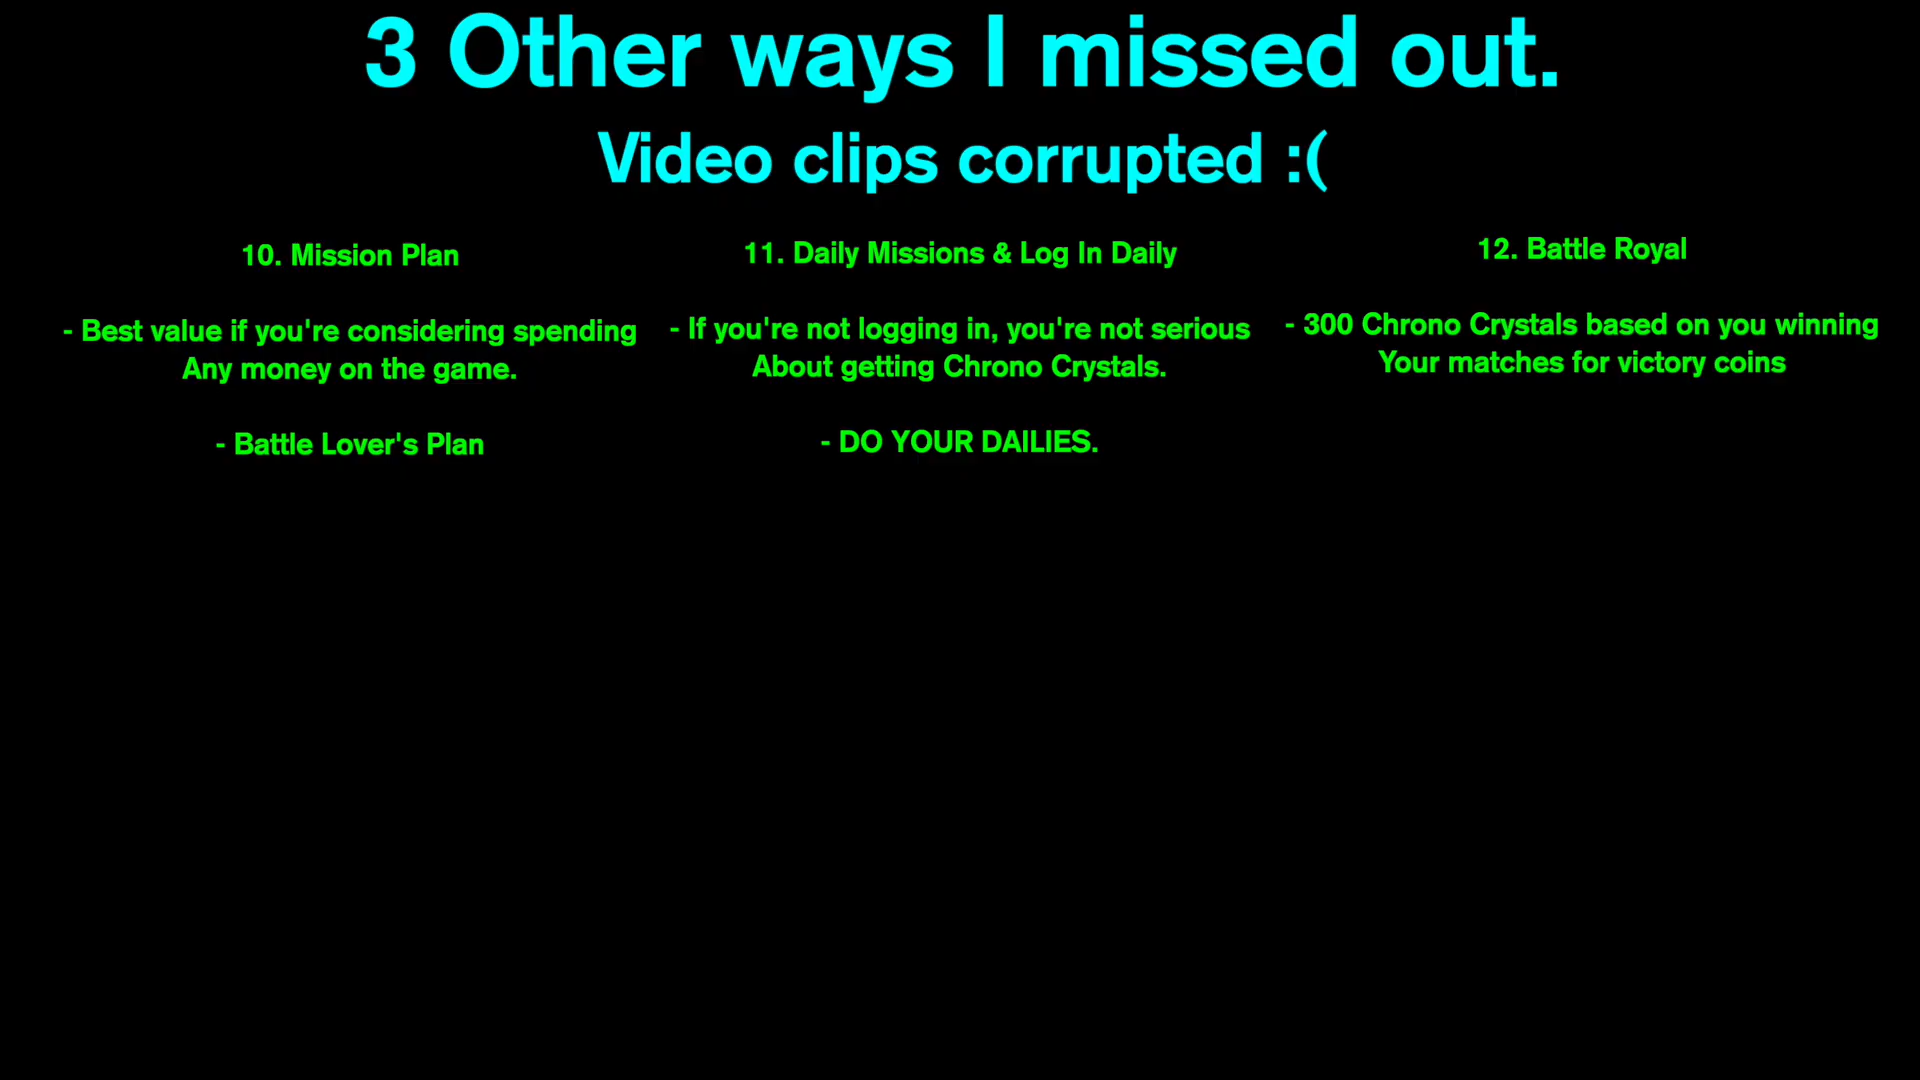 3 Other ways I missed out.
Video clips corrupted :(
10. Mission Plan
- Best value if you're considering spending
Any money on the game.
- Battle Lover's Plan
11. Daily Missions & Log In Daily
- If you're not logging in, you're not serious
About getting Chrono Crystals.
- DO YOUR DAILIES.
12. Battle Royal
- 300 Chrono Crystals based on you winning
Your matches for victory coins